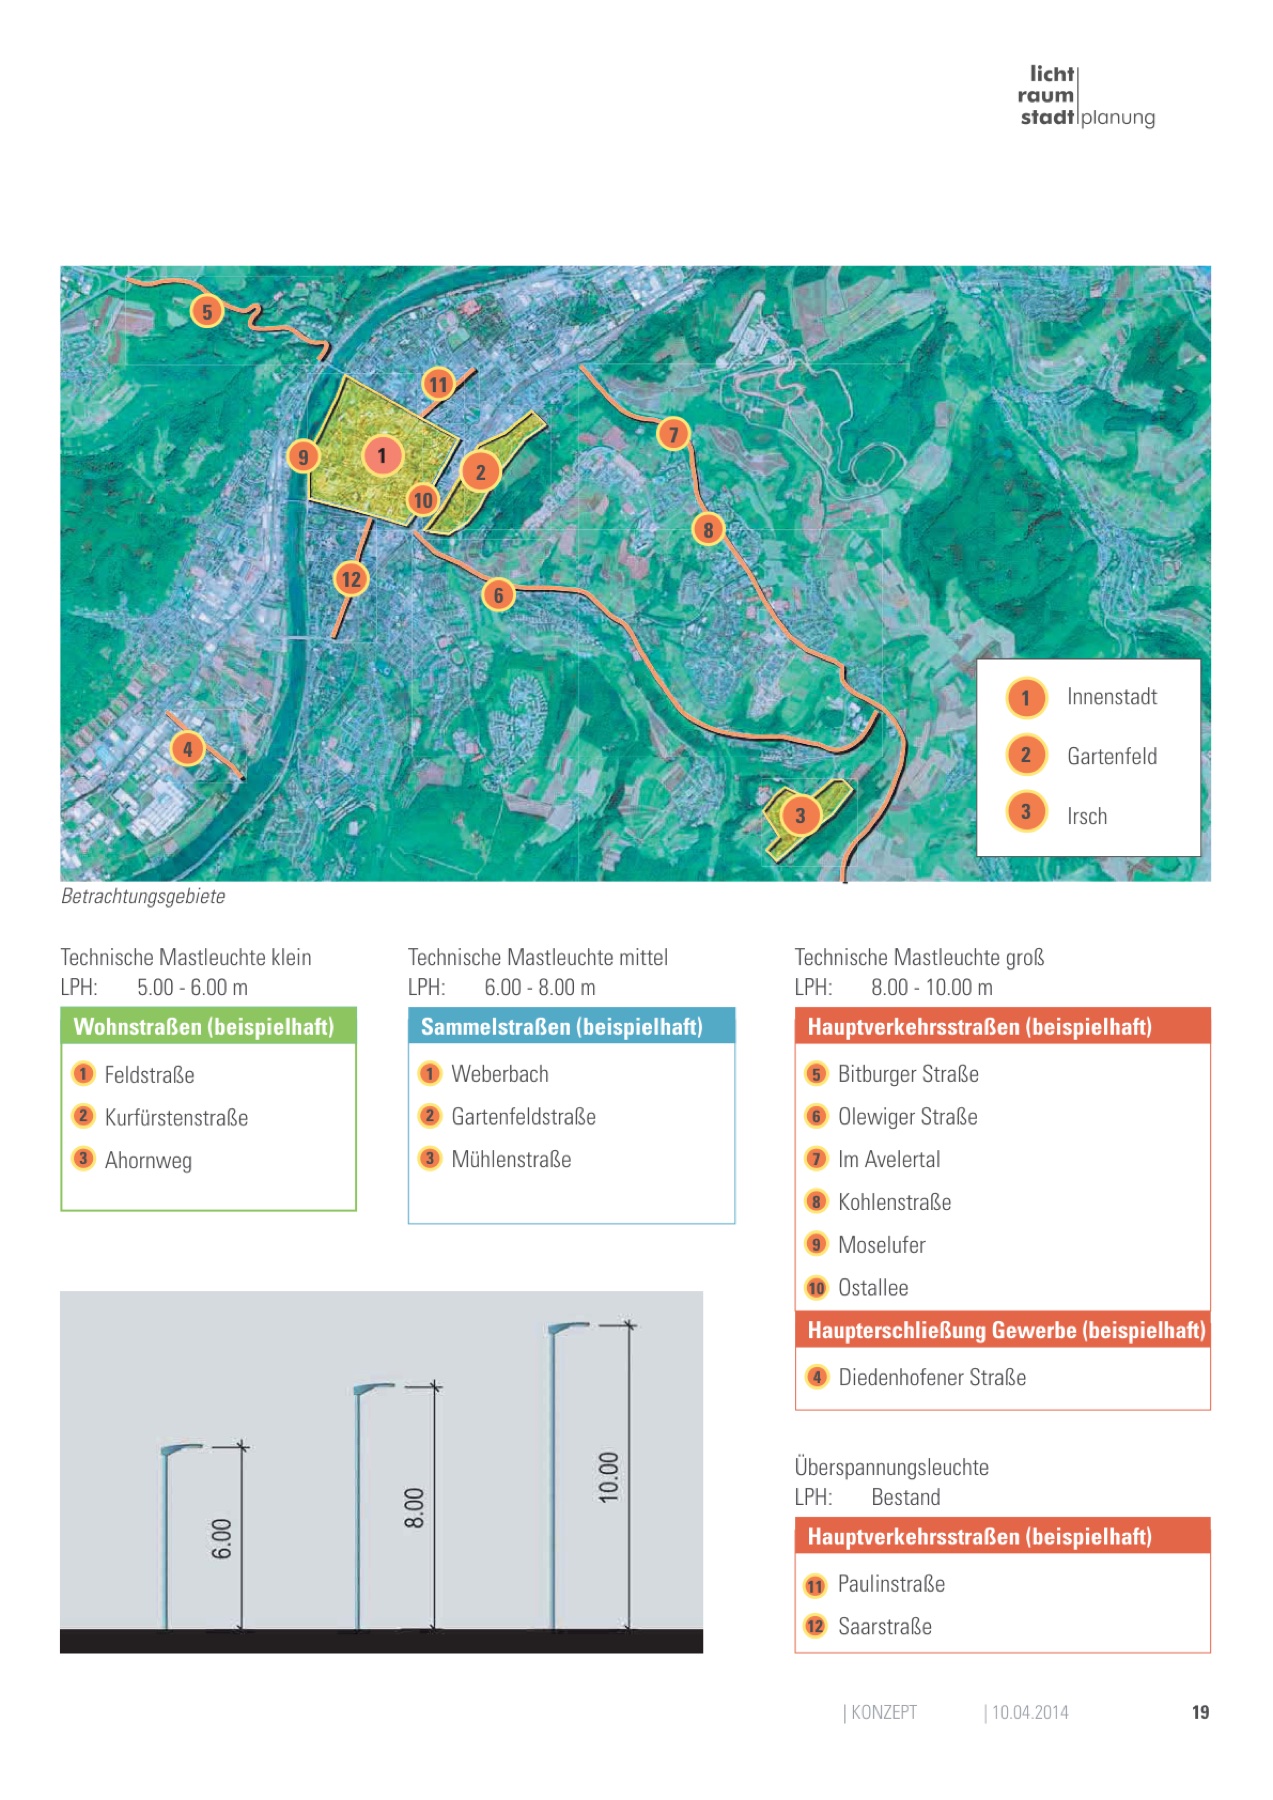 licht
raum
stadt planung
5
11
7
9
1
2
10
8
12
6
4
3
1 Innenstadt
2 Gartenfeld
3 Irsch
Betrachtungsgebiete
Technische Mastleuchte klein
LPH: 5.00 - 6.00 m
Wohnstraßen (beispielhaft)
1 Feldstraße
2 Kurfürstenstraße
3 Ahornweg
Technische Mastleuchte mittel
LPH: 6.00 - 8.00 m
Sammelstraßen (beispielhaft)
1 Weberbach
2 Gartenfeldstraße
3 Mühlenstraße
Technische Mastleuchte groß
LPH: 8.00 - 10.00 m
Hauptverkehrsstraßen (beispielhaft)
5 Bitburger Straße
6 Olewiger Straße
7 Im Avelertal
8 Kohlenstraße
9 Moselufer
10 Ostallee
Haupterschließung Gewerbe (beispielhaft)
4 Diedenhofener Straße
Überspannungsleuchte
LPH: Bestand
Hauptverkehrsstraßen (beispielhaft)
11 Paulinstraße
12 Saarstraße
6.00
8.00
10.00
| KONZEPT | 10.04.2014 19